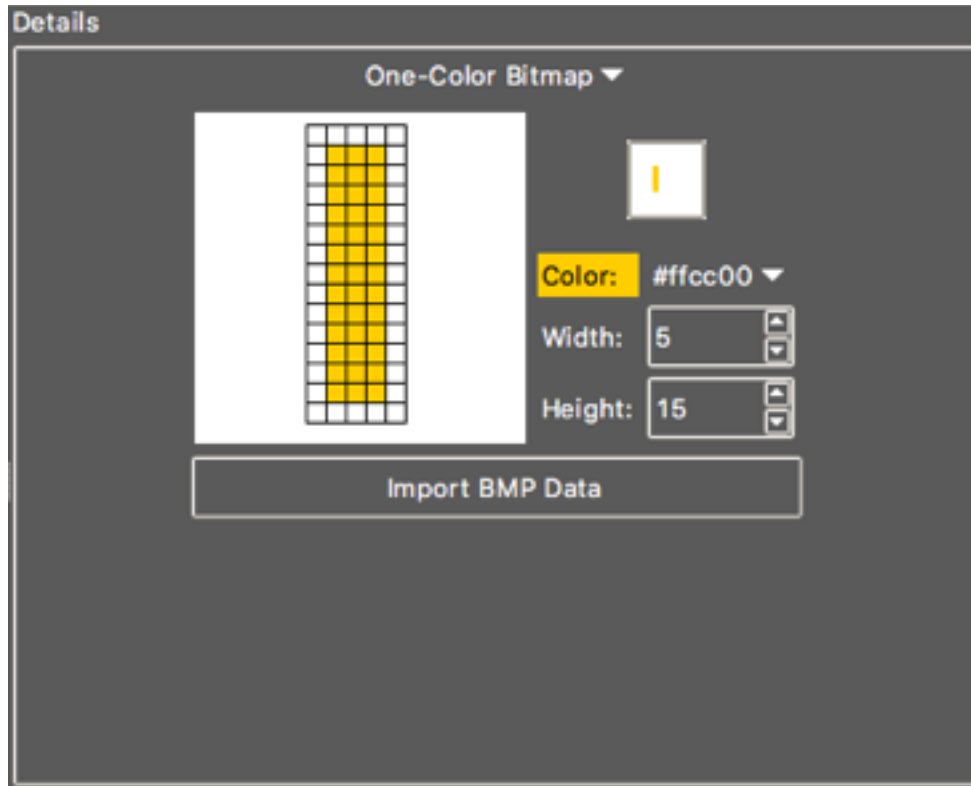 Details
One-Color Bitmap
Color: #ffcc00
Width: 5
Height: 15
Import BMP Data